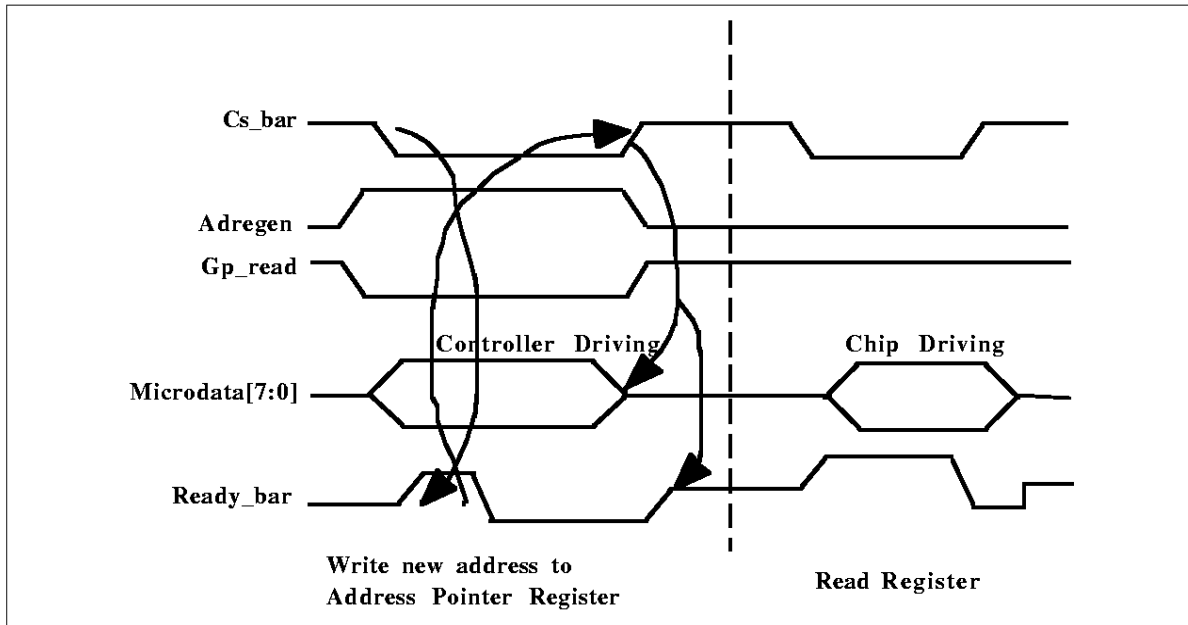 Cs_bar
Adregen
Gp_read
Controller Driving
Chip Driving
Microdata[7:0]
Ready_bar
Write new address to
Address Pointer Register
Read Register